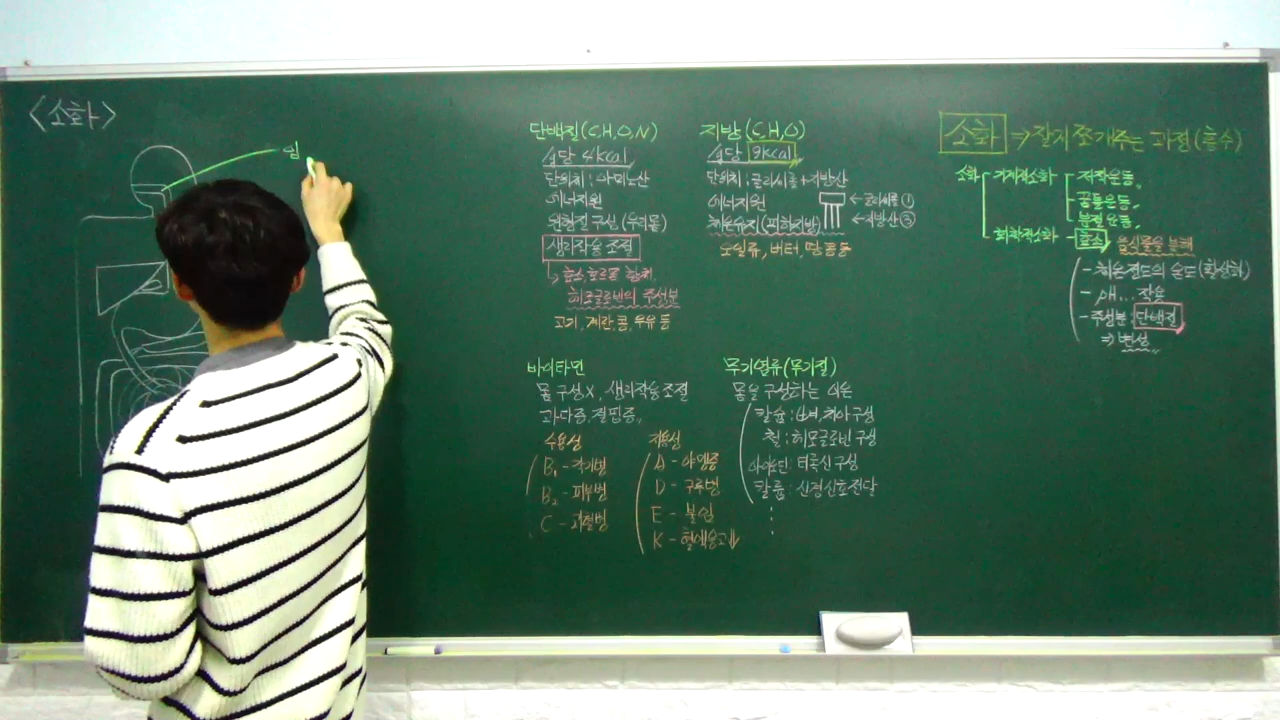 <소화>
침
단백질(C,H,O,N)
1g당 4kcal
단위체:아미노산
에너지원
원형질 구성(우리몸)
생리작용 조절
효소,호르몬, 항체
헤모글로빈의 주성분
고기, 계란, 콩, 우유 등
지방(C,H,O)
1g당 9kcal
단위체:글리세롤+지방산
에너지원
←글리세롤①
체온유지(피하지방)
←지방산③
오일류, 버터, 땅콩 등
바이타민
몸 구성X, 생리작용조절
과다증, 결핍증
수용성
B₁ - 각기병
B₂ - 피부병
C - 괴혈병
지용성
A - 야맹증
D - 구루병
E - 불임
K - 혈액응고
무기염류(무기질)
몸을 구성하는 이온
칼슘:뼈, 치아 구성
철:헤모글로빈 구성
아이오딘: 티록신 구성
칼륨: 신경신호전달
소화 ⇒ 잘게 쪼개주는 과정(흡수)
소화
기계적소화
저작운동
꿈틀운동
분절운동
화학적소화 - 효소 음식물을 분해
- 체온정도의 온도(활성화)
- pH... 작용
- 주성분:단백질
⇒변성